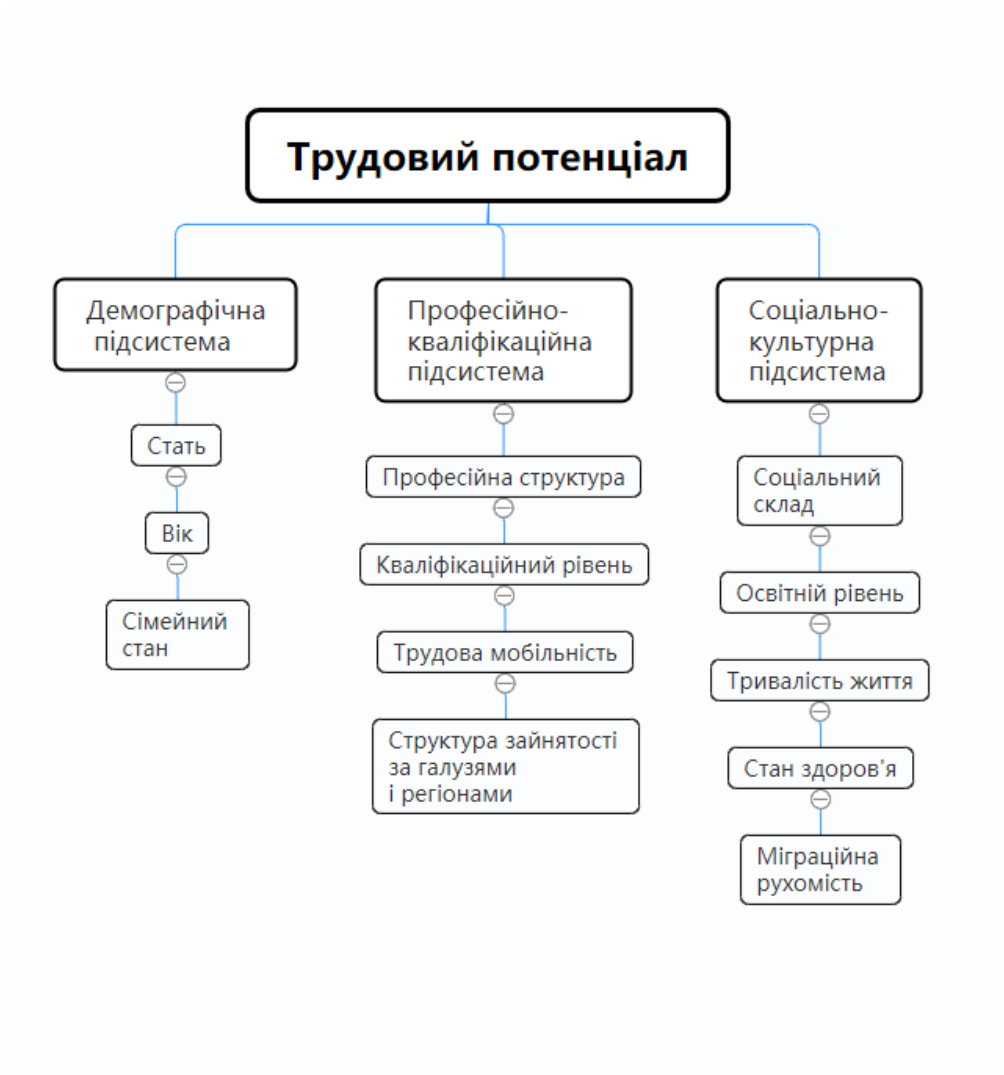 Трудовий потенціал
Демографічна
підсистема
Стать
Вік
Сімейний
стан
Професійно-
кваліфікаційна
підсистема
Професійна структура
Кваліфікаційний рівень
Трудова мобільність
Структура зайнятості
за галузями
і регіонами
Соціально-
культурна
підсистема
Соціальний
склад
Освітній рівень
Тривалість життя
Стан здоров'я
Міграційна
рухомість